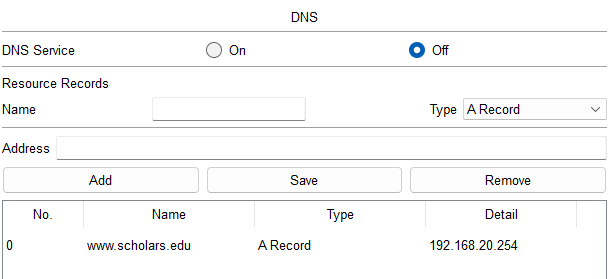 DNS
DNS Service On Off
Resource Records
Name Type A Record
Address
Add Save Remove
No. Name Type Detail
0 www.scholars.edu A Record 192.168.20.254